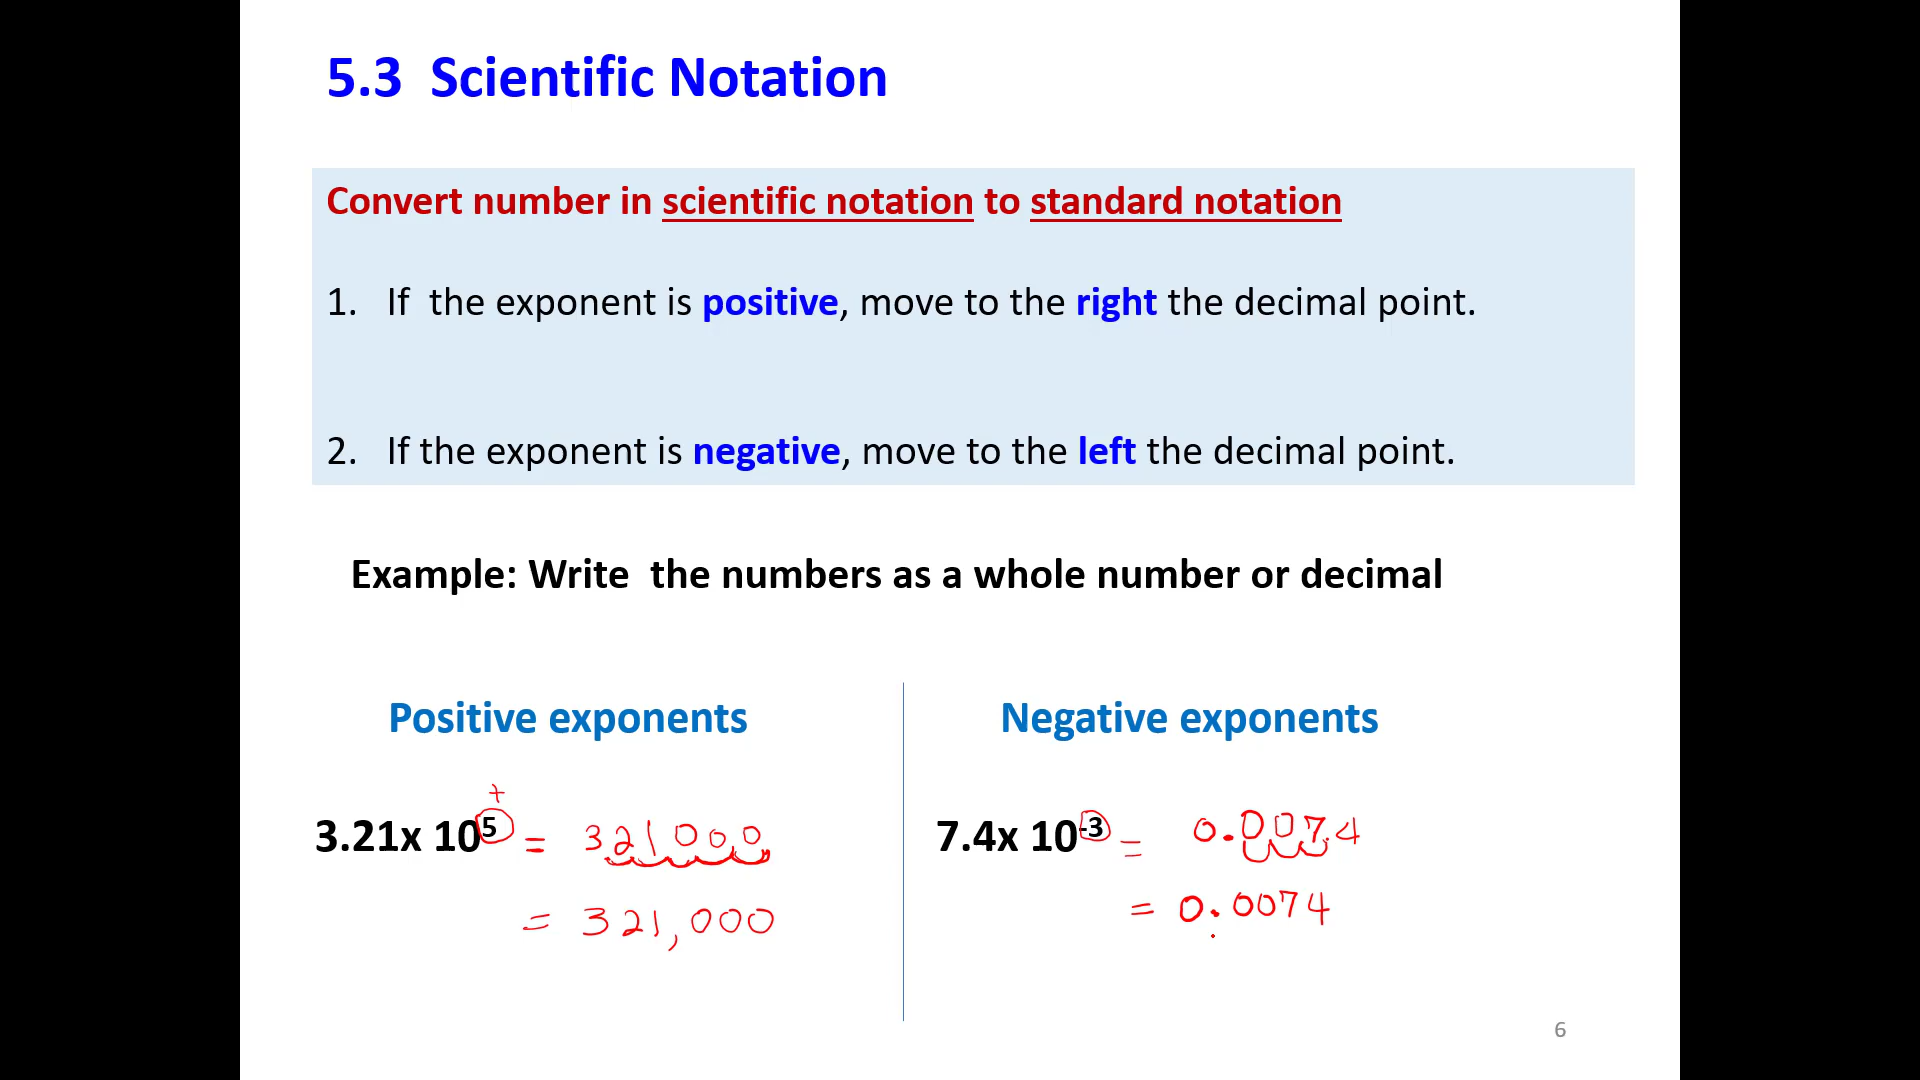 5.3 Scientific Notation
Convert number in scientific notation to standard notation
1. If the exponent is positive, move to the right the decimal point.
2. If the exponent is negative, move to the left the decimal point.
Example: Write the numbers as a whole number or decimal
Positive exponents
+
3.21x 10⁵ = 321000
= 321,000
Negative exponents
7.4x 10⁻³ = 0.007.4
= 0.0074
6